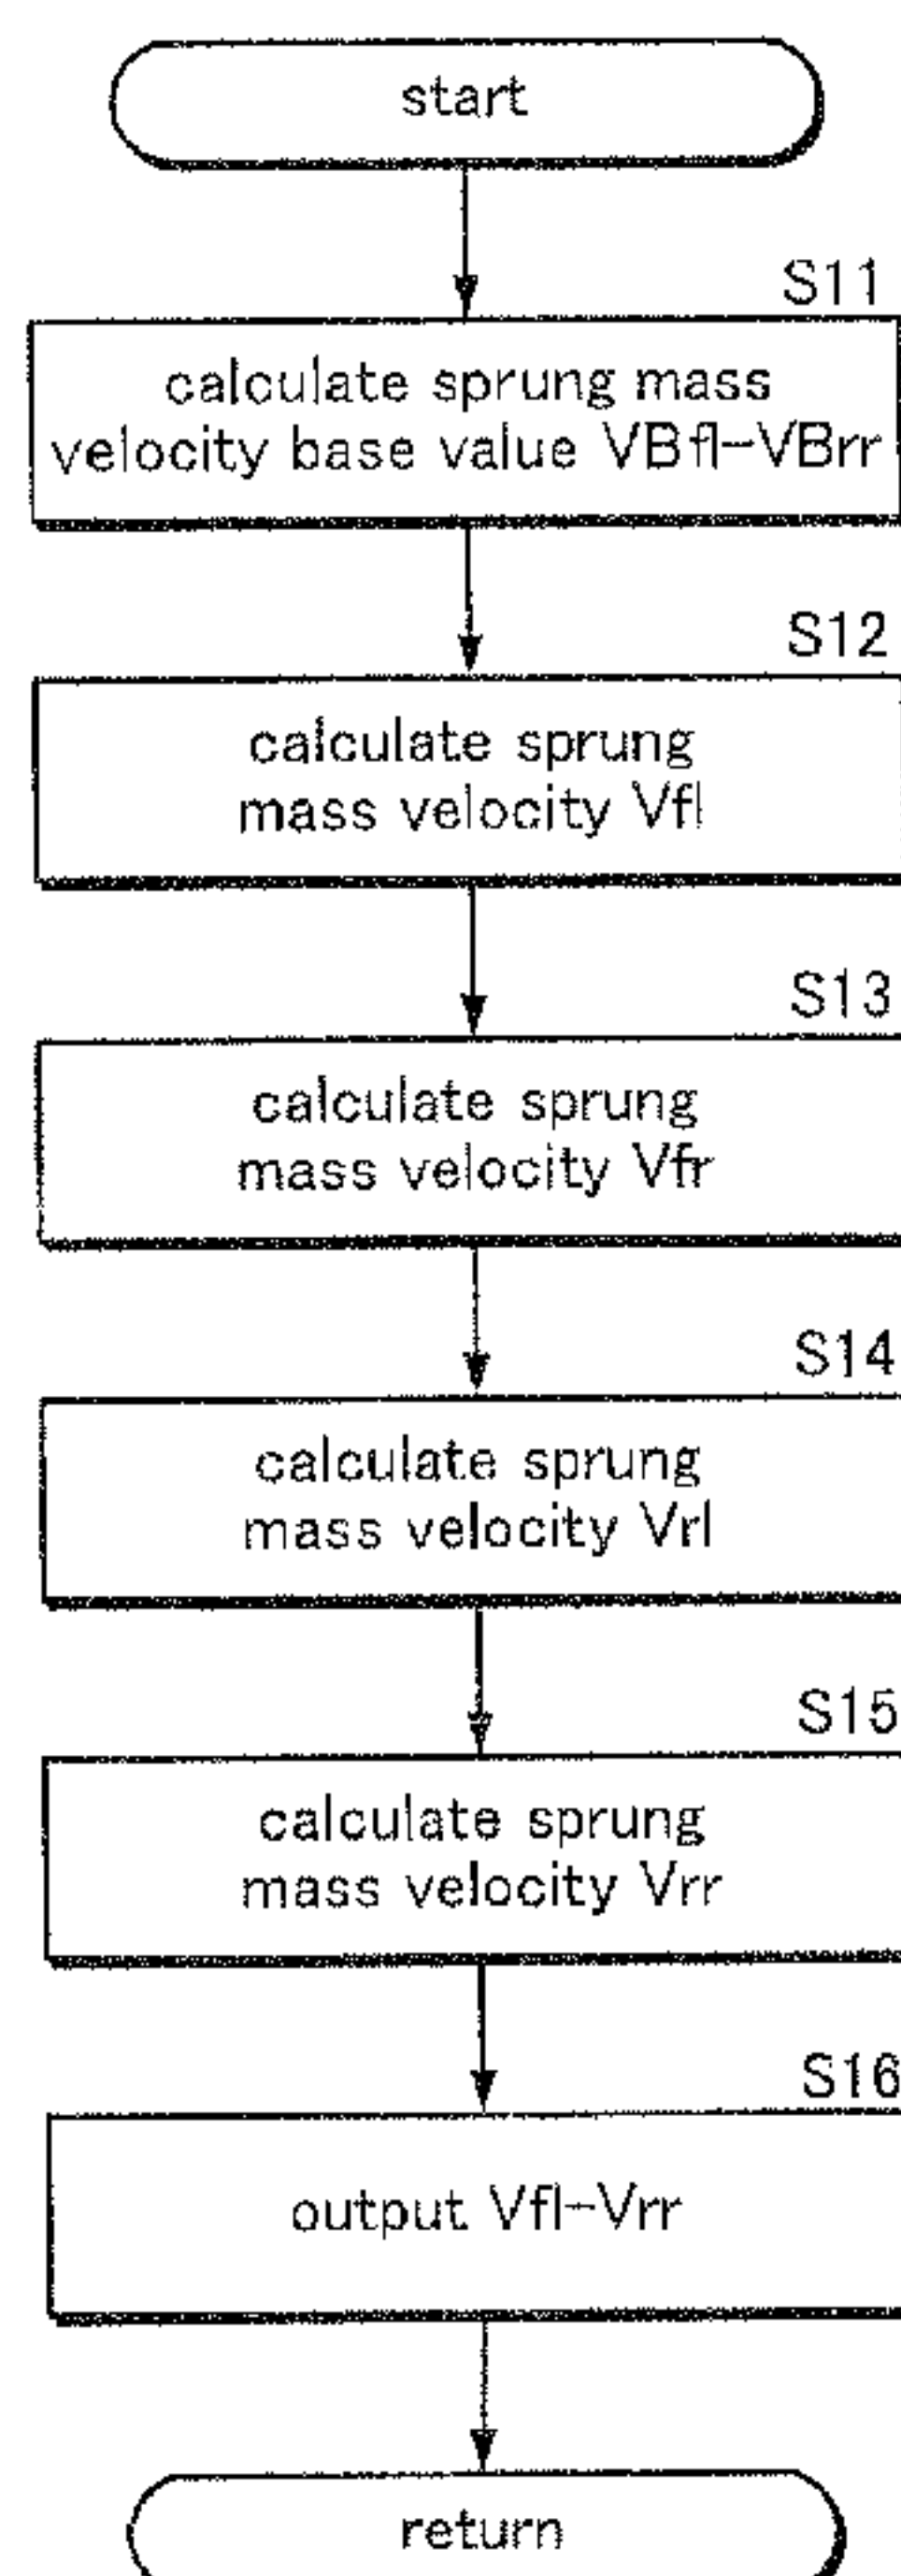 start
S11
calculate sprung mass
velocity base value VBfl-VBrr
S12
calculate sprung
mass velocity Vfl
S13
calculate sprung
mass velocity Vfr
S14
calculate sprung
mass velocity Vrl
S15
calculate sprung
mass velocity Vrr
S16
output Vfl-Vrr
return